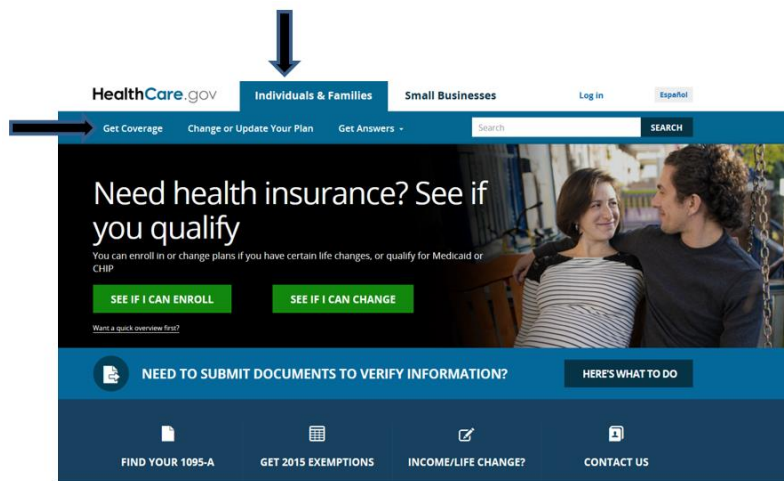 HealthCare.gov Individuals & Families Small Businesses Log in Español
Get Coverage Change or Update Your Plan Get Answers Search SEARCH
Need health insurance? See if
you qualify
You can enroll in or change plans if you have certain life changes, or qualify for Medicaid or
CHIP
SEE IF I CAN ENROLL SEE IF I CAN CHANGE
Want a quick overview first?
NEED TO SUBMIT DOCUMENTS TO VERIFY INFORMATION? HERE'S WHAT TO DO
FIND YOUR 1095-A GET 2015 EXEMPTIONS INCOME/LIFE CHANGE? CONTACT US